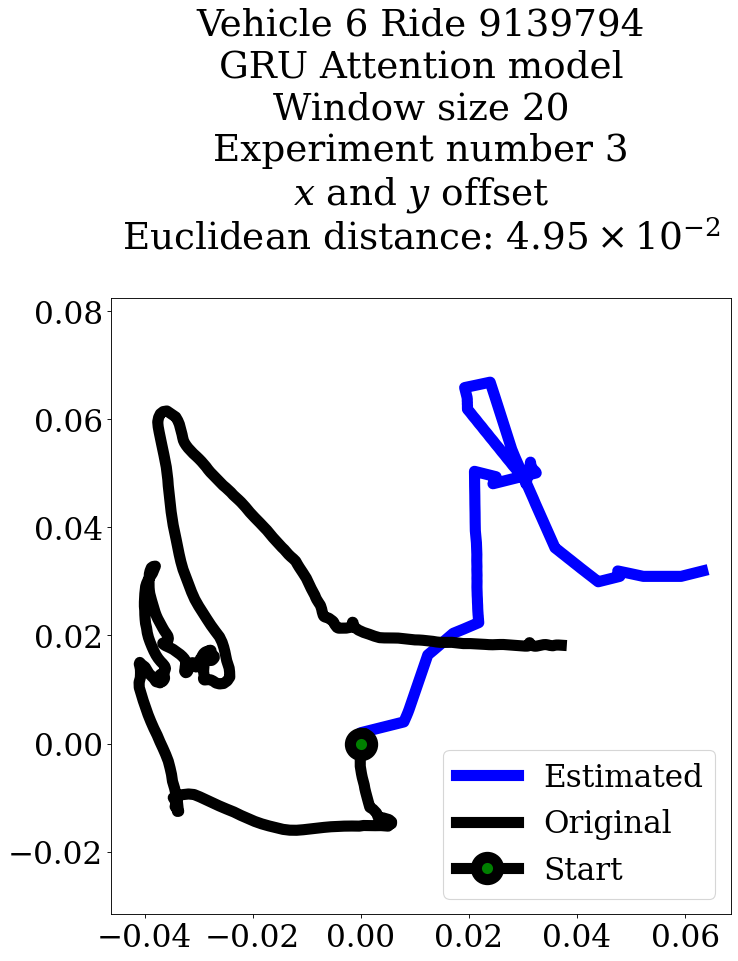 Vehicle 6 Ride 9139794
GRU Attention model
Window size 20
Experiment number 3
x and y offset
Euclidean distance: 4.95 × 10⁻²
0.08
0.06
0.04
0.02
0.00
−0.02
Estimated
Original
Start
−0.04 −0.02 0.00 0.02 0.04 0.06